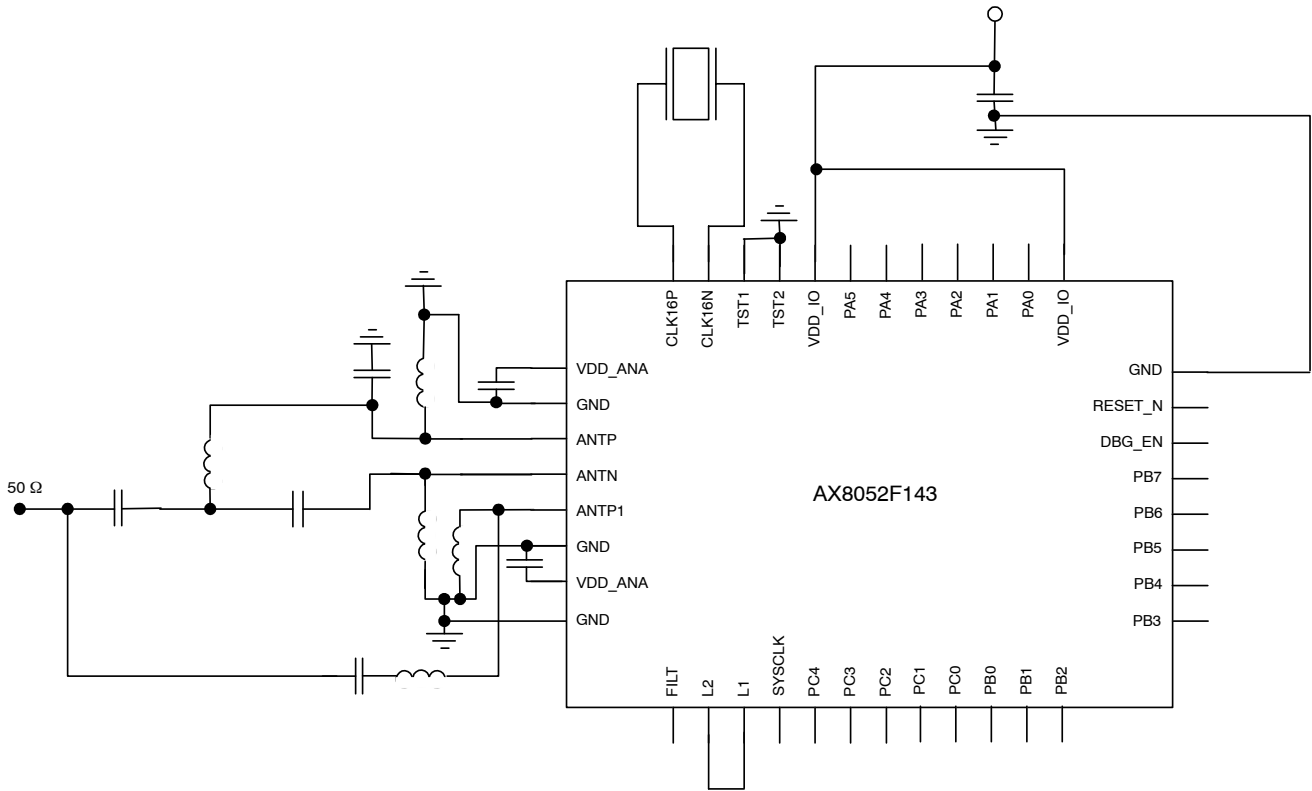 CLK16P
CLK16N
TST1
TST2
VDD_IO
PA5
PA4
PA3
PA2
PA1
PA0
VDD_IO
VDD_ANA
GND
ANTP
ANTN
ANTP1
GND
VDD_ANA
GND
50 Ω
AX8052F143
GND
RESET_N
DBG_EN
PB7
PB6
PB5
PB4
PB3
FILT
L2
L1
SYSCLK
PC4
PC3
PC2
PC1
PC0
PB0
PB1
PB2